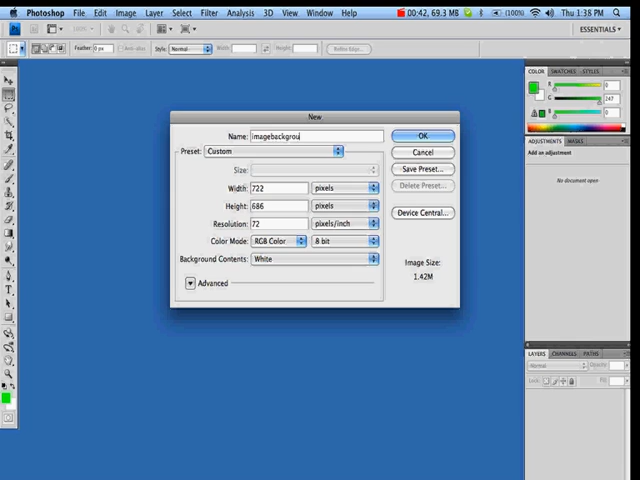 Photoshop File Edit Image Layer Select Filter Analysis 3D View Window Help 00:42, 69.3 MB (100%) Thu 1:38 PM
100% ESSENTIALS
Feather: 0 px Anti-alias Style: Normal Width: Height: Refine Edge...
COLOR SWATCHES STYLES
R 0
G 247
B 0
ADJUSTMENTS MASKS
Add an adjustment
No document open
New
Name: imagebackgrou OK
Preset: Custom Cancel
Size: Save Preset...
Width: 722 pixels Delete Preset...
Height: 686 pixels
Device Central...
Resolution: 72 pixels/inch
Color Mode: RGB Color 8 bit
Background Contents: White
Image Size:
1.42M
Advanced
LAYERS CHANNELS PATHS
Normal Opacity:
Lock: Fill: